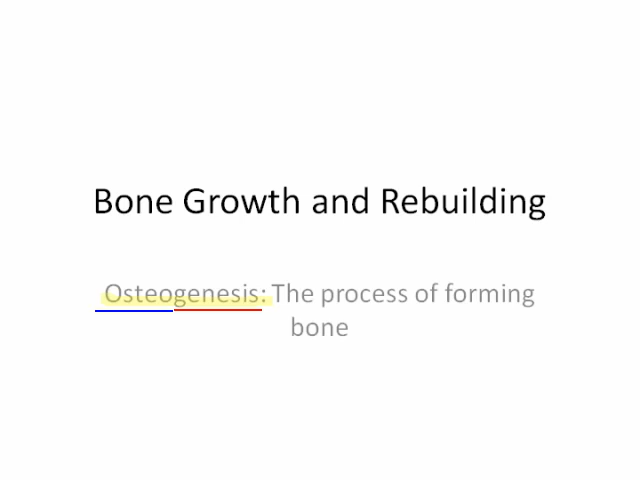 Bone Growth and Rebuilding
Osteogenesis: The process of forming
bone